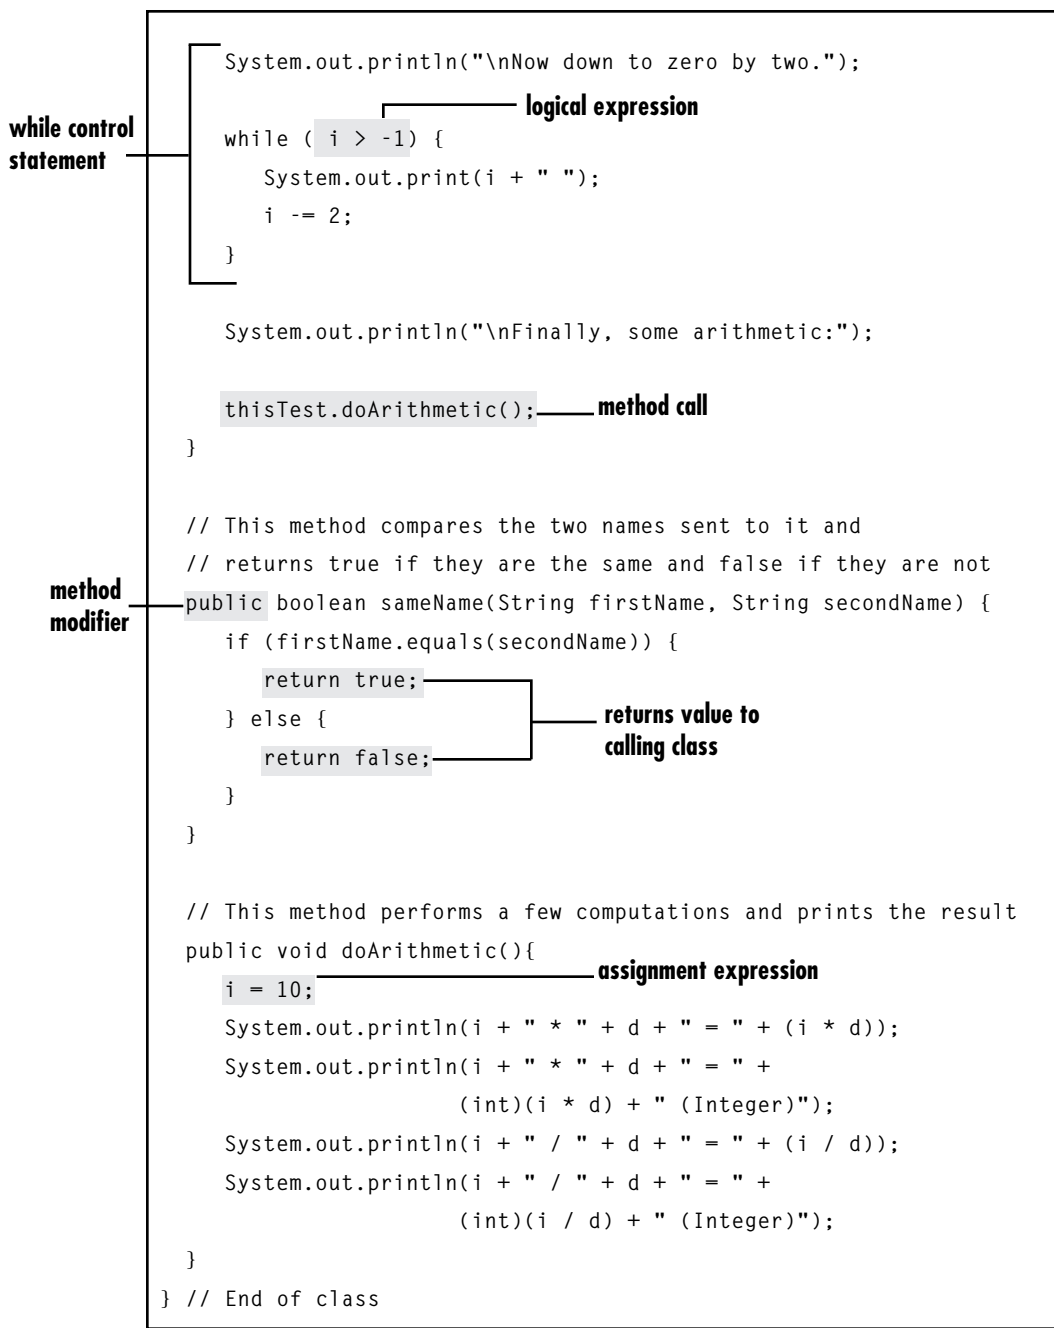 System.out.println("\nNow down to zero by two.");
logical expression
while control
statement
while ( i > -1) {
System.out.print(i + " ");
i -= 2;
}
System.out.println("\nFinally, some arithmetic:");
thisTest.doArithmetic();
method call
}
// This method compares the two names sent to it and
// returns true if they are the same and false if they are not
method
modifier
public boolean sameName(String firstName, String secondName) {
if (firstName.equals(secondName)) {
return true;
} else {
returns value to
calling class
return false;
}
}
// This method performs a few computations and prints the result
public void doArithmetic(){
assignment expression
i = 10;
System.out.println(i + " * " + d + " = " + (i * d));
System.out.println(i + " * " + d + " = " +
(int)(i * d) + " (Integer)");
System.out.println(i + " / " + d + " = " + (i / d));
System.out.println(i + " / " + d + " = " +
(int)(i / d) + " (Integer)");
}
} // End of class